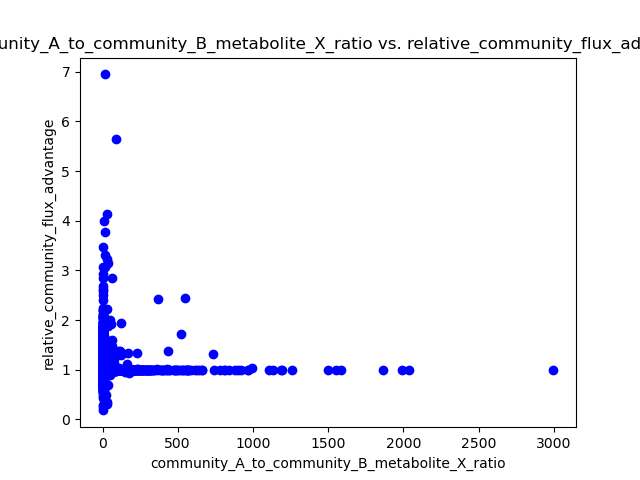 unity_A_to_community_B_metabolite_X_ratio vs. relative_community_flux_ad
7
6
5
4
3
2
1
0
relative_community_flux_advantage
0 500 1000 1500 2000 2500 3000
community_A_to_community_B_metabolite_X_ratio